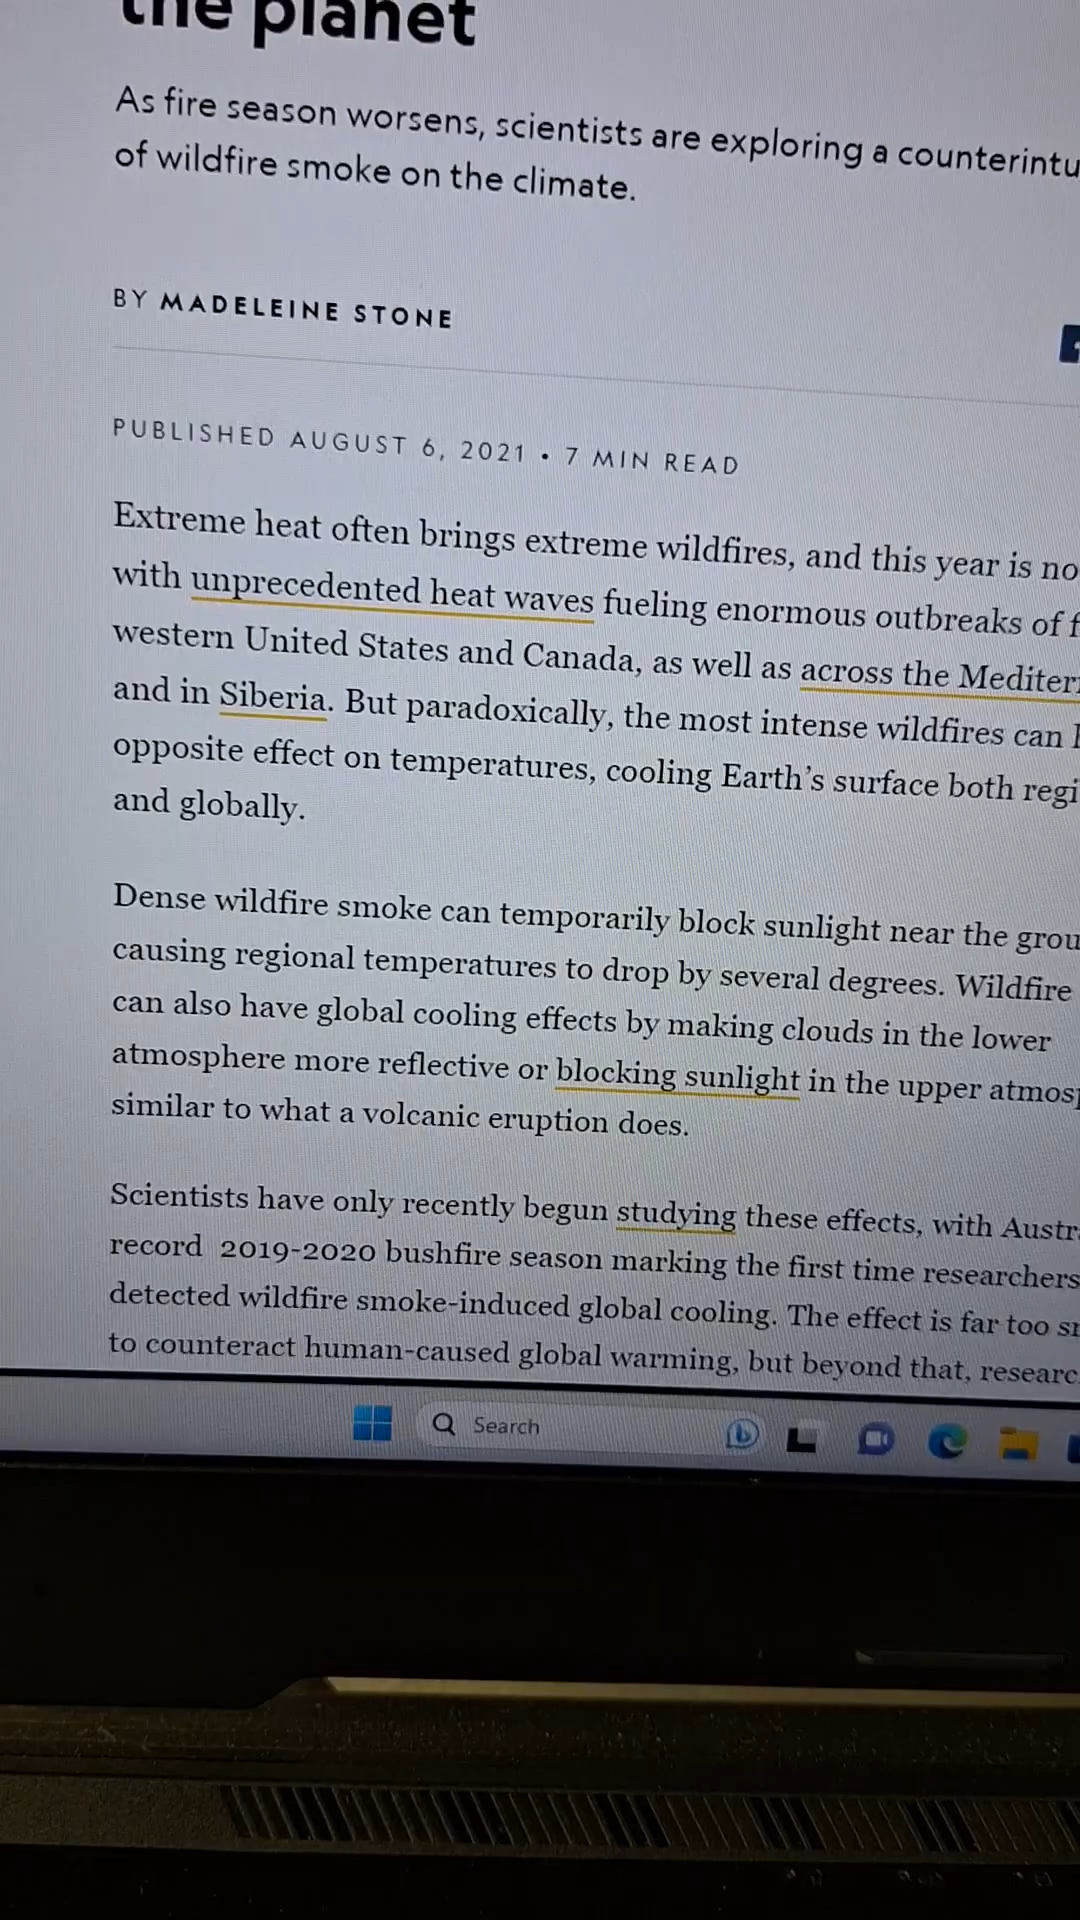 the planet
As fire season worsens, scientists are exploring a
of wildfire smoke on the climate.
BY MADELEINE STONE
PUBLISHED AUGUST 6, 2021 • 7 MIN READ
Extreme heat often brings extreme wildfires, and this year is no
with unprecedented heat waves fueling enormous outbreaks of
western United States and Canada, as well as across the
and in Siberia. But paradoxically, the most intense wildfires can
opposite effect on temperatures, cooling Earth's surface both
and globally.
Dense wildfire smoke can temporarily block sunlight near the
causing regional temperatures to drop by several degrees. Wildfire
can also have global cooling effects by making clouds in the lower
atmosphere more reflective or blocking sunlight in the upper
similar to what a volcanic eruption does.
Scientists have only recently begun studying these effects, with
record 2019-2020 bushfire season marking the first time researchers
detected wildfire smoke-induced global cooling. The effect is far too
to counteract human-caused global warming, but beyond that,
Search